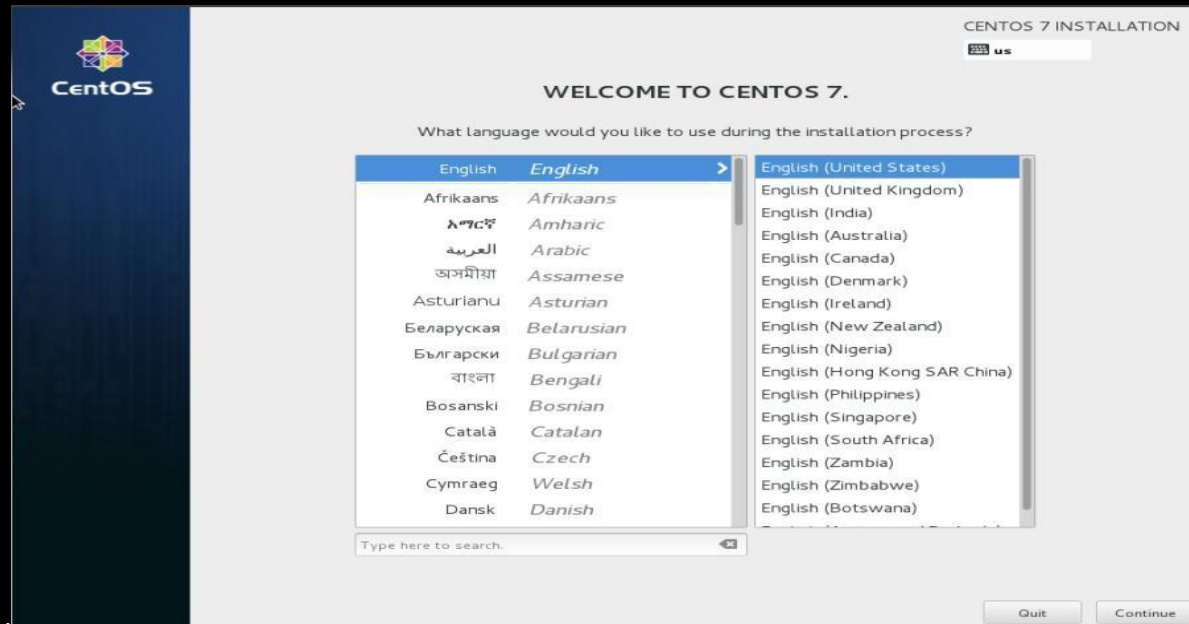 CENTOS 7 INSTALLATION
us
CentOS
WELCOME TO CENTOS 7.
What language would you like to use during the installation process?
English English
Afrikaans Afrikaans
አማርኛ Amharic
العربية Arabic
অসমীয়া Assamese
Asturianu Asturian
Беларуская Belarusian
Български Bulgarian
বাংলা Bengali
Bosanski Bosnian
Català Catalan
Čeština Czech
Cymraeg Welsh
Dansk Danish
English (United States)
English (United Kingdom)
English (India)
English (Australia)
English (Canada)
English (Denmark)
English (Ireland)
English (New Zealand)
English (Nigeria)
English (Hong Kong SAR China)
English (Philippines)
English (Singapore)
English (South Africa)
English (Zambia)
English (Zimbabwe)
English (Botswana)
Type here to search.
Quit
Continue